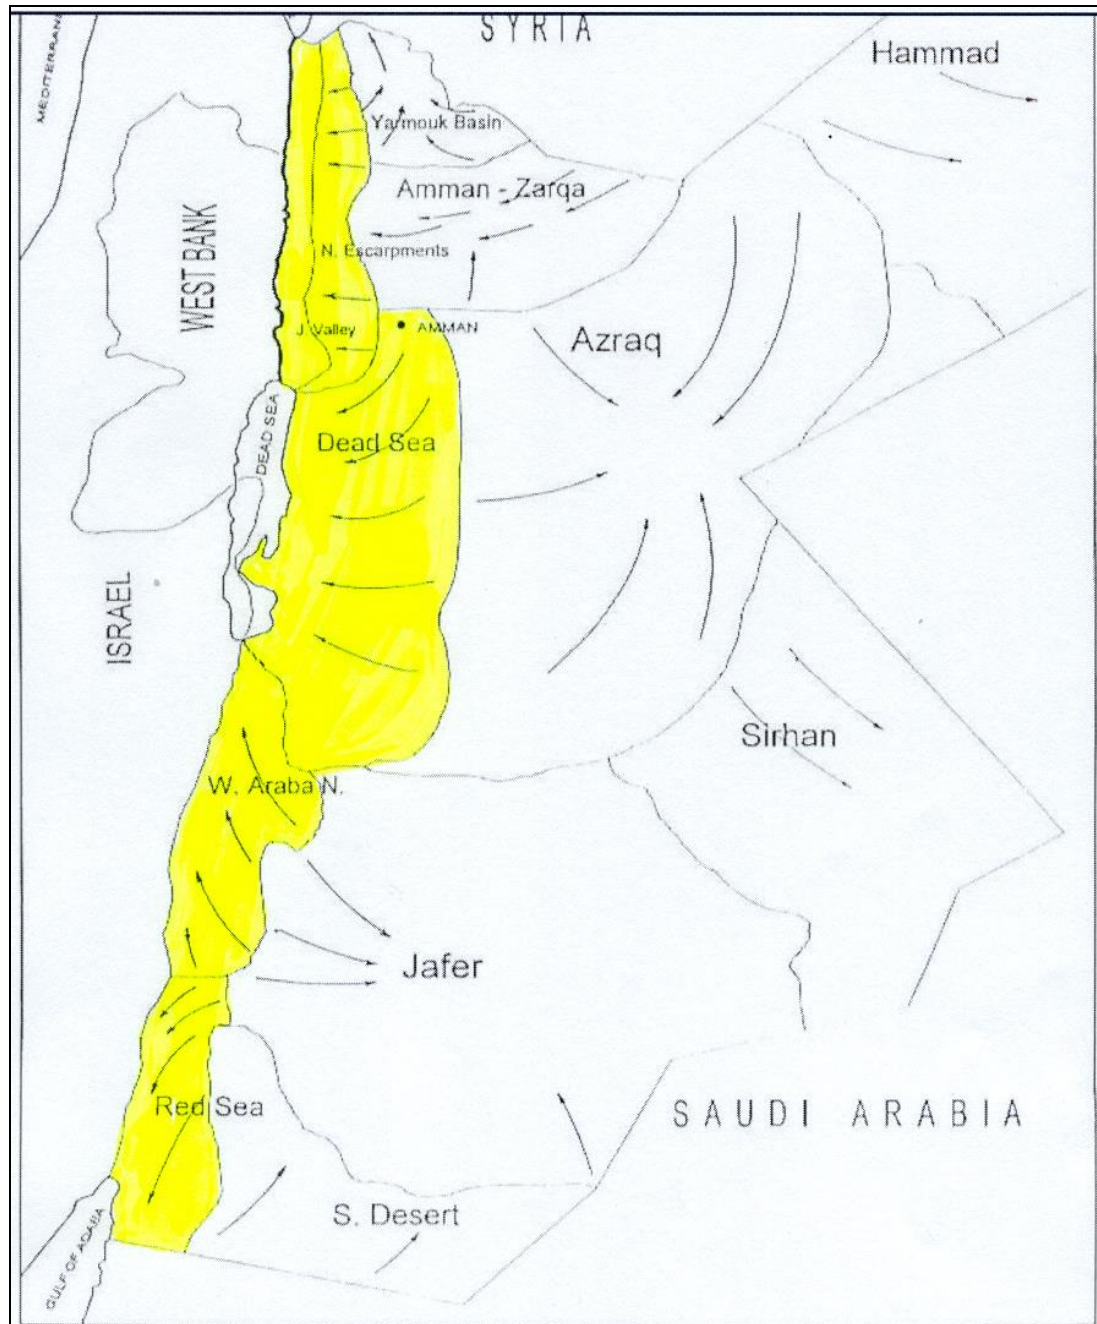 SYRIA
Hammad
MEDITERRANE
Yarmouk Basin
Amman - Zarqa
WEST BANK
N. Escarpments
J. Valley
AMMAN
Azraq
DEAD SEA
Dead Sea
ISRAEL
Sirhan
W. Araba N.
Jafer
Red Sea
SAUDI ARABIA
S. Desert
GULF OF AQABA